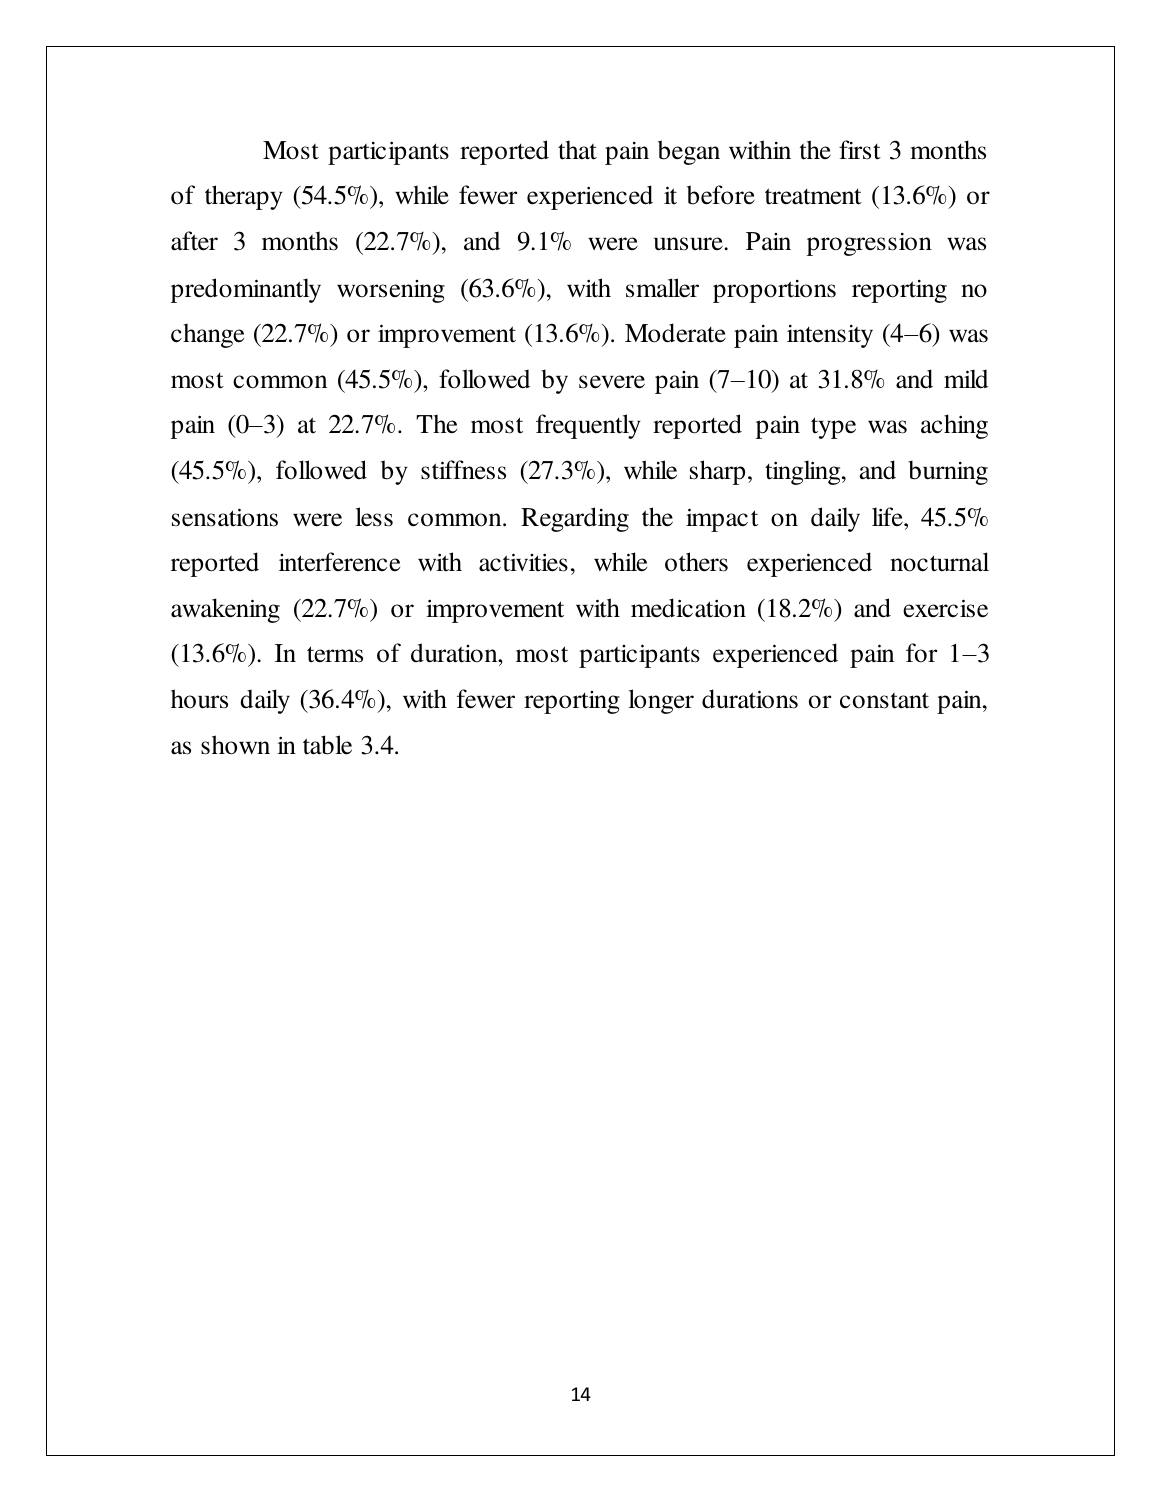 Most participants reported that pain began within the first 3 months
of therapy (54.5%), while fewer experienced it before treatment (13.6%) or
after 3 months (22.7%), and 9.1% were unsure. Pain progression was
predominantly worsening (63.6%), with smaller proportions reporting no
change (22.7%) or improvement (13.6%). Moderate pain intensity (4–6) was
most common (45.5%), followed by severe pain (7–10) at 31.8% and mild
pain (0–3) at 22.7%. The most frequently reported pain type was aching
(45.5%), followed by stiffness (27.3%), while sharp, tingling, and burning
sensations were less common. Regarding the impact on daily life, 45.5%
reported interference with activities, while others experienced nocturnal
awakening (22.7%) or improvement with medication (18.2%) and exercise
(13.6%). In terms of duration, most participants experienced pain for 1–3
hours daily (36.4%), with fewer reporting longer durations or constant pain,
as shown in table 3.4.
14